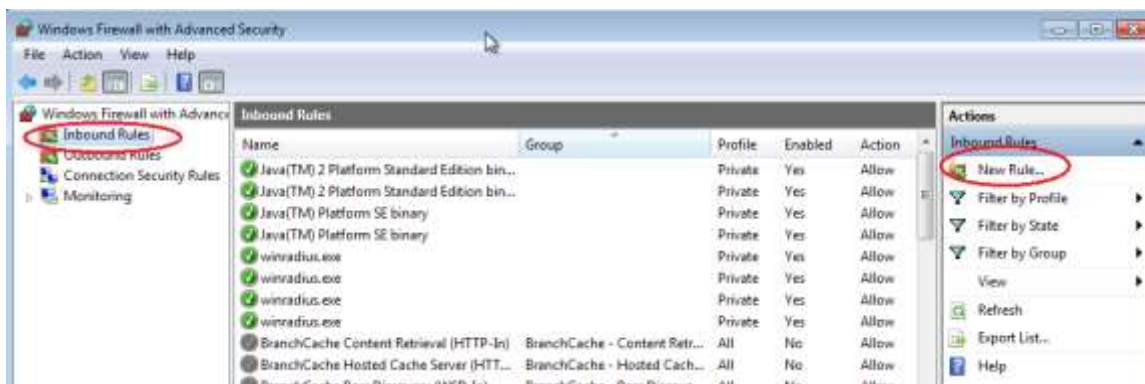 Windows Firewall with Advanced Security
File Action View Help
Windows Firewall with Advance
Inbound Rules
Outbound Rules
Connection Security Rules
Monitoring
Inbound Rules
Name Group Profile Enabled Action
Java(TM) 2 Platform Standard Edition bin... Private Yes Allow
Java(TM) 2 Platform Standard Edition bin... Private Yes Allow
Java(TM) Platform SE binary Private Yes Allow
Java(TM) Platform SE binary Private Yes Allow
winradius.exe Private Yes Allow
winradius.exe Private Yes Allow
winradius.exe Private Yes Allow
winradius.exe Private Yes Allow
BranchCache Content Retrieval (HTTP-In) BranchCache - Content Retr... All No Allow
BranchCache Hosted Cache Server (HTT... BranchCache - Hosted Cach... All No Allow
Actions
Inbound Rules
New Rule...
Filter by Profile
Filter by State
Filter by Group
View
Refresh
Export List...
Help